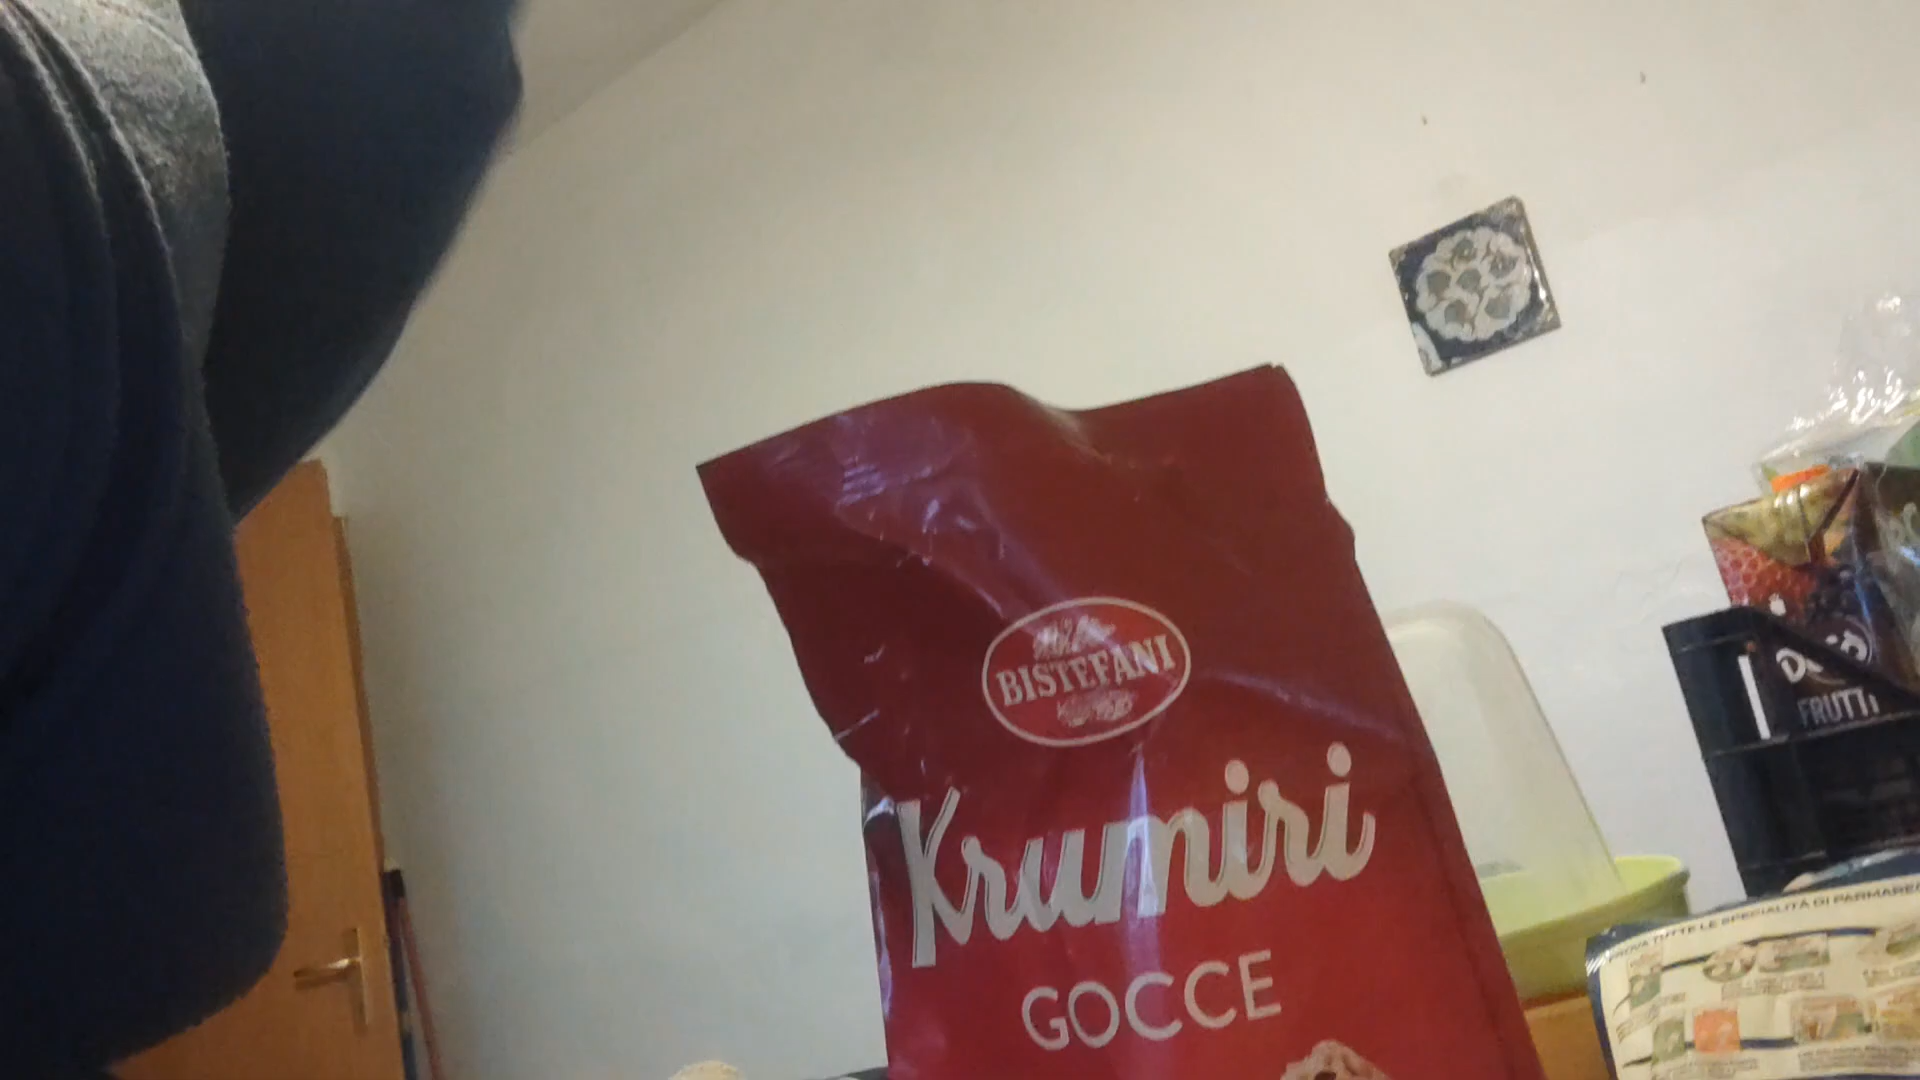 BISTEFANI
Krumiri
GOCCE
FRUTTI
PROVA TUTTE LE SPECIALITÀ DI PARMAREG